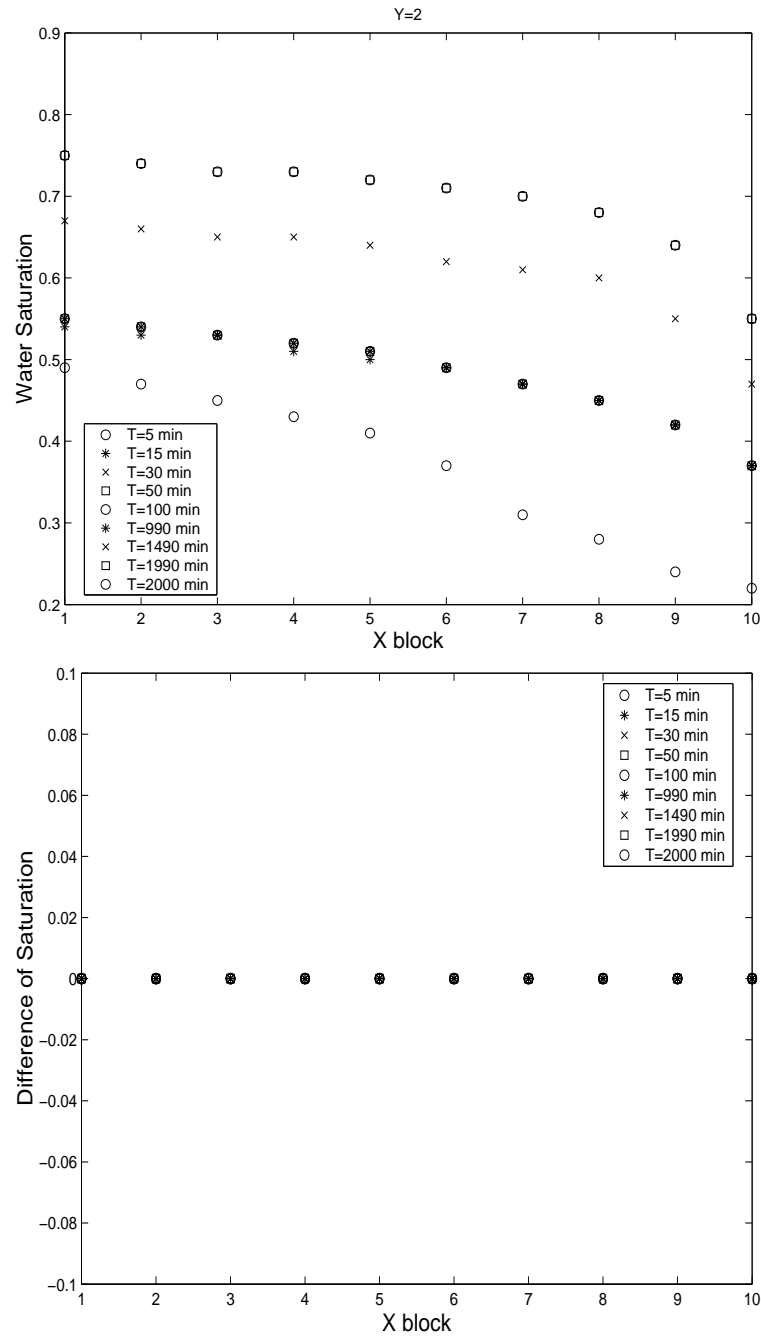 Y=2
0.9
0.8
0.7
0.6
0.5
0.4
0.3
0.2
Water Saturation
T=5 min
T=15 min
T=30 min
T=50 min
T=100 min
T=990 min
T=1490 min
T=1990 min
T=2000 min
1 2 3 4 5 6 7 8 9 10
X block
0.1
0.08
0.06
0.04
0.02
0
−0.02
−0.04
−0.06
−0.08
−0.1
Difference of Saturation
T=5 min
T=15 min
T=30 min
T=50 min
T=100 min
T=990 min
T=1490 min
T=1990 min
T=2000 min
1 2 3 4 5 6 7 8 9 10
X block